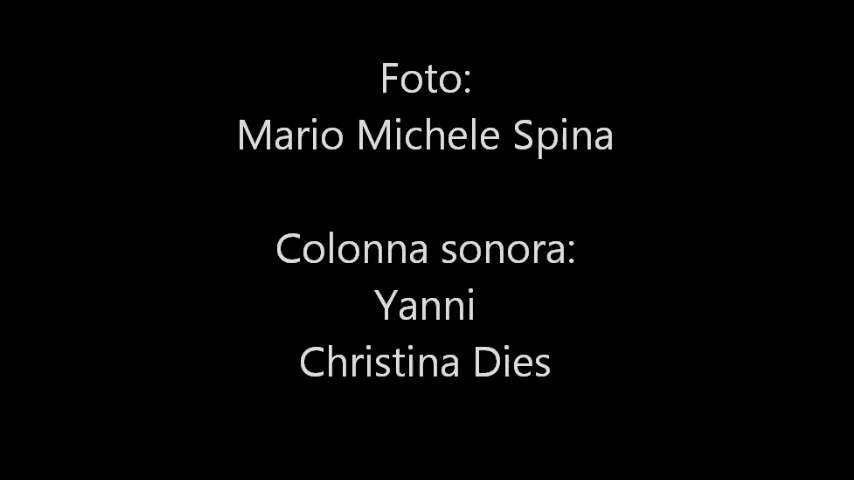 Foto:
Mario Michele Spina
Colonna sonora:
Yanni
Christina Dies